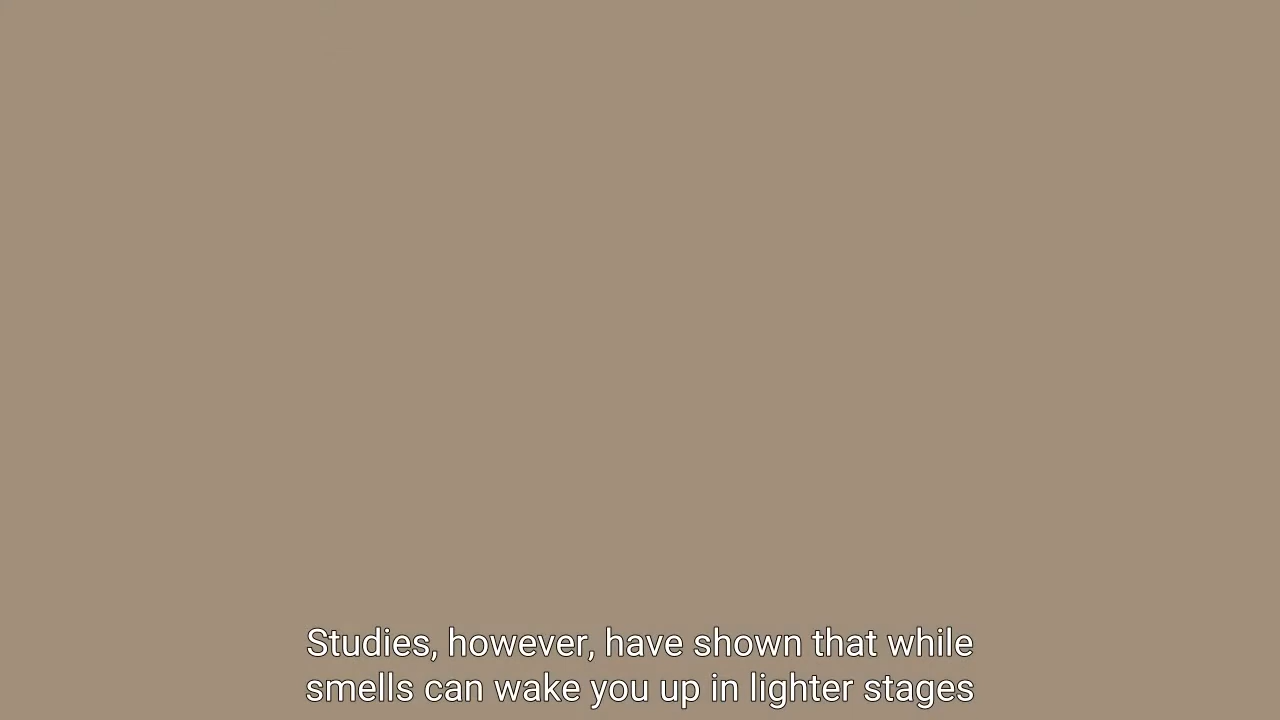 Studies, however, have shown that while
smells can wake you up in lighter stages